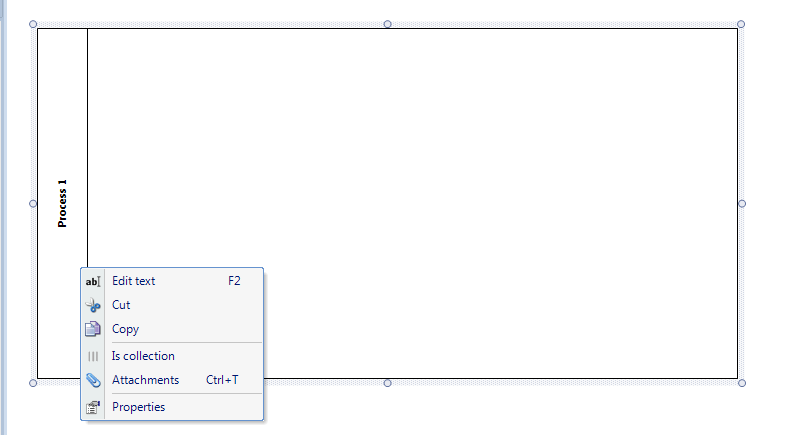 Process 1
Edit text F2
Cut
Copy
Is collection
Attachments Ctrl+T
Properties